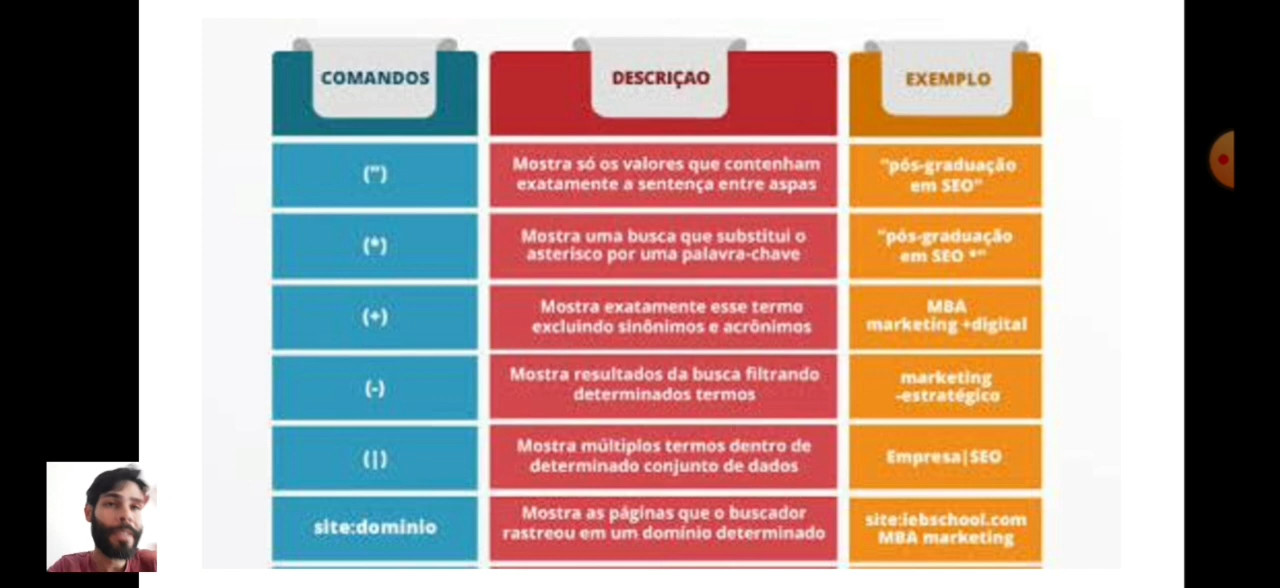 COMANDOS
DESCRIÇAO
EXEMPLO
(")
Mostra só os valores que contenham
exatamente a sentença entre aspas
"pós-graduação
em SEO"
(*)
Mostra uma busca que substitui o
asterisco por uma palavra-chave
"pós-graduação
em SEO *"
(+)
Mostra exatamente esse termo
excluindo sinônimos e acrônimos
MBA
marketing +digital
(-)
Mostra resultados da busca filtrando
determinados termos
marketing
-estratégico
(|)
Mostra múltiplos termos dentro de
determinado conjunto de dados
Empresa|SEO
site:domínio
Mostra as páginas que o buscador
rastreou em um domínio determinado
site:iebschool.com
MBA marketing